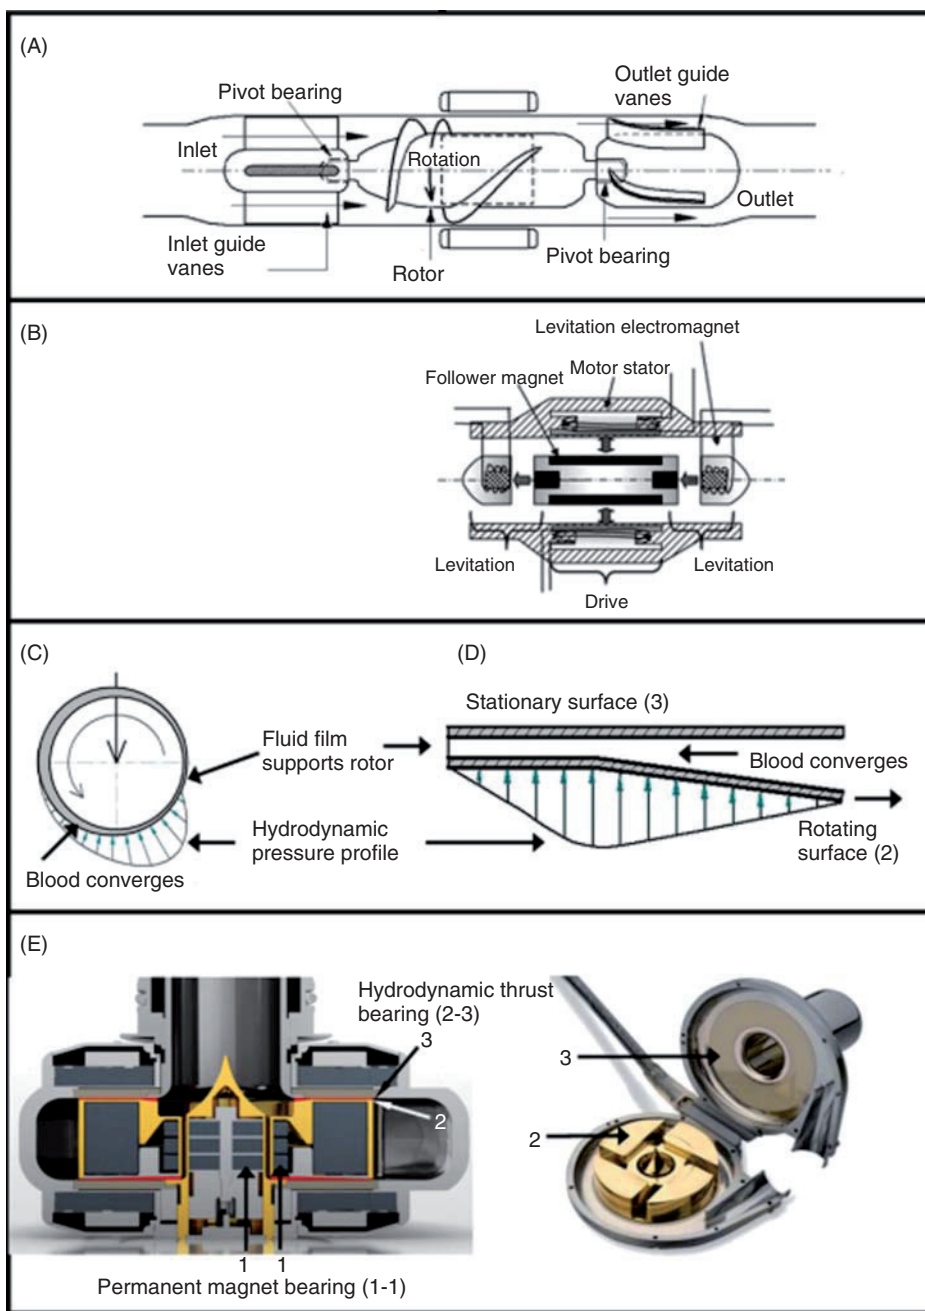 (A)
Pivot bearing
Outlet guide
vanes
Inlet
Rotation
Outlet
Inlet guide
vanes
Rotor
Pivot bearing
(B)
Levitation electromagnet
Motor stator
Follower magnet
Levitation
Levitation
Drive
(C)
(D)
Stationary surface (3)
Fluid film
supports rotor
Blood converges
Hydrodynamic
pressure profile
Rotating
surface (2)
Blood converges
(E)
Hydrodynamic thrust
bearing (2-3)
3
2
3
2
1
1
Permanent magnet bearing (1-1)